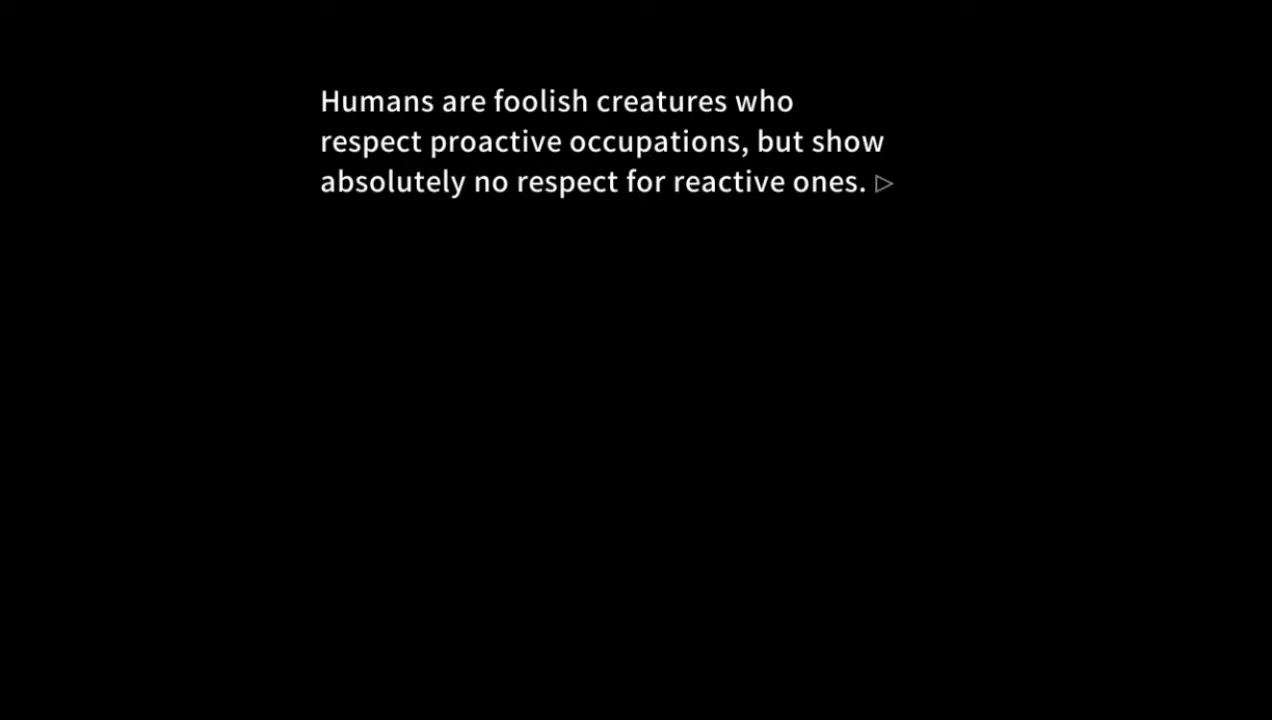 Humans are foolish creatures who
respect proactive occupations, but show
absolutely no respect for reactive ones.